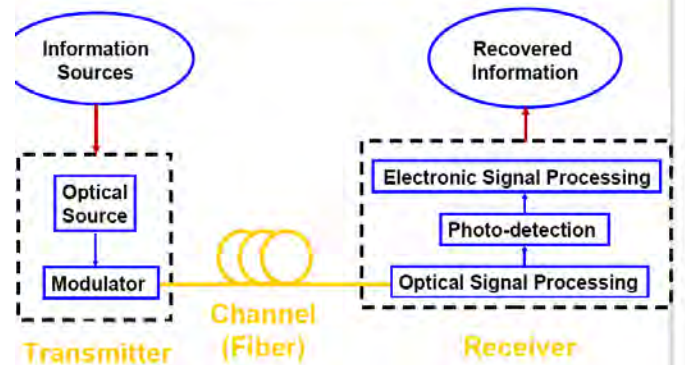 Information
Sources
Recovered
Information
Optical
Source
Modulator
Electronic Signal Processing
Photo-detection
Optical Signal Processing
Channel
(Fiber)
Transmitter
Receiver